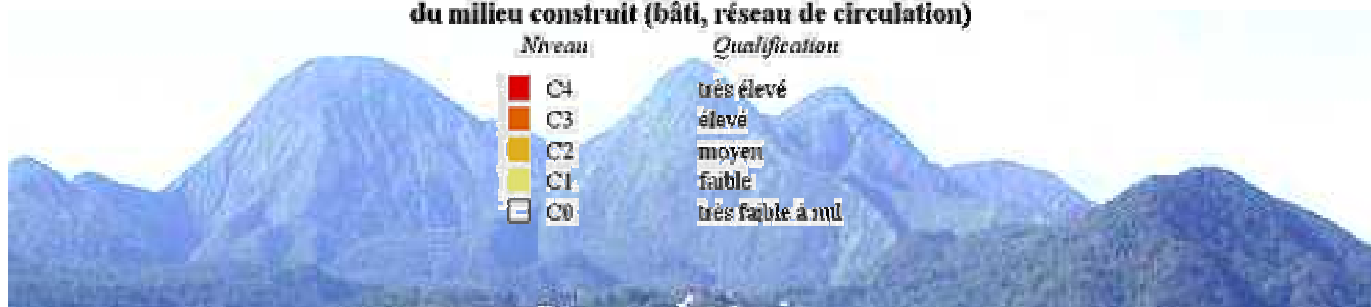 du milieu construit (bâti, réseau de circulation)
Niveau Qualification
C4 très élevé
C3 élevé
C2 moyen
C1 faible
C0 très faible à nul